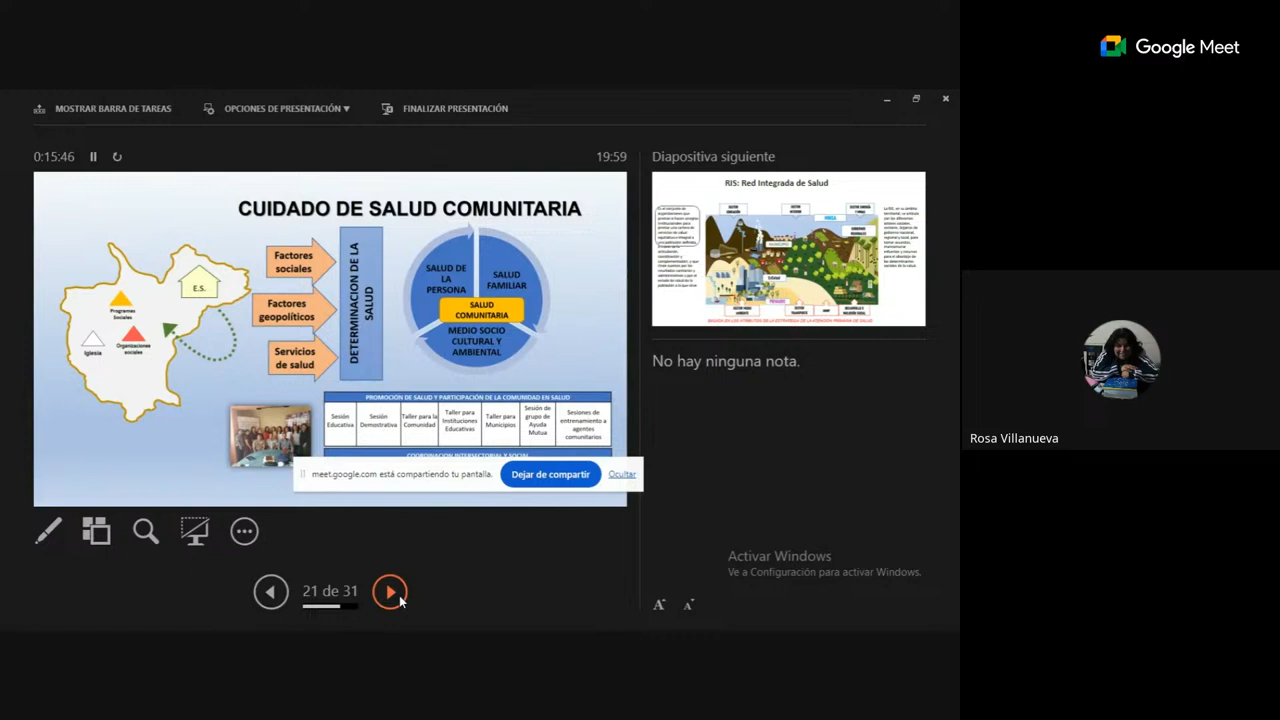 Google Meet
MOSTRAR BARRA DE TAREAS
OPCIONES DE PRESENTACIÓN ▼
FINALIZAR PRESENTACIÓN
0:15:46
19:59
Diapositiva siguiente
CUIDADO DE SALUD COMUNITARIA
E.S.
Programas
Sociales
Iglesia
Organizaciones
sociales
Factores
sociales
Factores
geopolíticos
Servicios
de salud
DETERMINACION DE LA
SALUD
SALUD DE
LA
PERSONA
SALUD
FAMILIAR
SALUD
COMUNITARIA
MEDIO SOCIO
CULTURAL Y
AMBIENTAL
PROMOCIÓN DE SALUD Y PARTICIPACIÓN DE LA COMUNIDAD EN SALUD
Sesión
Educativa
Sesión
Demostrativa
Taller para la
Comunidad
Taller para
Instituciones
Educativas
Taller para
Municipios
Sesión de
grupo de
Ayuda
Mutua
Sesiones de
entrenamiento a
agentes
comunitarios
COORDINACION INTERSECTORIAL Y SOCIAL
meet.google.com está compartiendo tu pantalla.
Dejar de compartir
Ocultar
RIS: Red Integrada de Salud
No hay ninguna nota.
Activar Windows
Ve a Configuración para activar Windows.
21 de 31
A
A
Rosa Villanueva